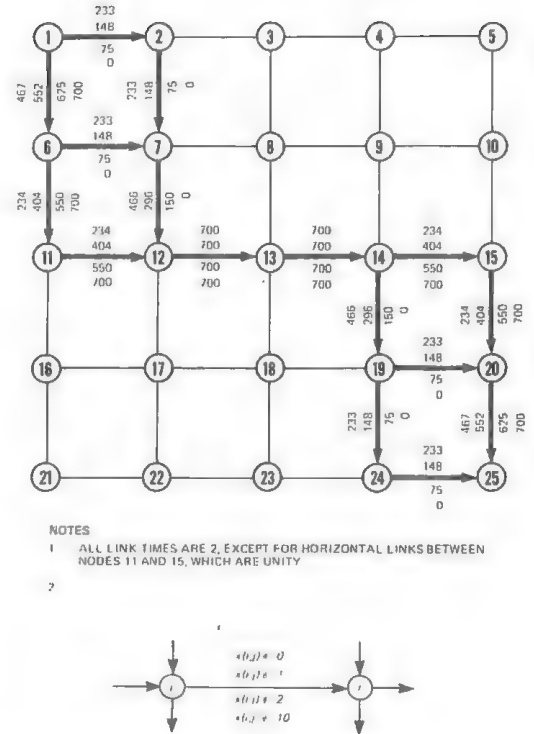 233
148
1 2 3 4 5
75
0
467 552 625 700
233 148 75 0
233
148
6 7 8 9 10
75
0
234 404 550 700
466 296 150 0
234 700 700 234
404 700 700 404
11 12 13 14 15
550 700 700 550
700 700 700 700
466 296 150 0
234 404 550 700
233
148
16 17 18 19 20
75
0
233 148 75 0
467 552 625 700
233
148
21 22 23 24 25
75
0
NOTES
1 ALL LINK TIMES ARE 2, EXCEPT FOR HORIZONTAL LINKS BETWEEN
NODES 11 AND 15, WHICH ARE UNITY
2